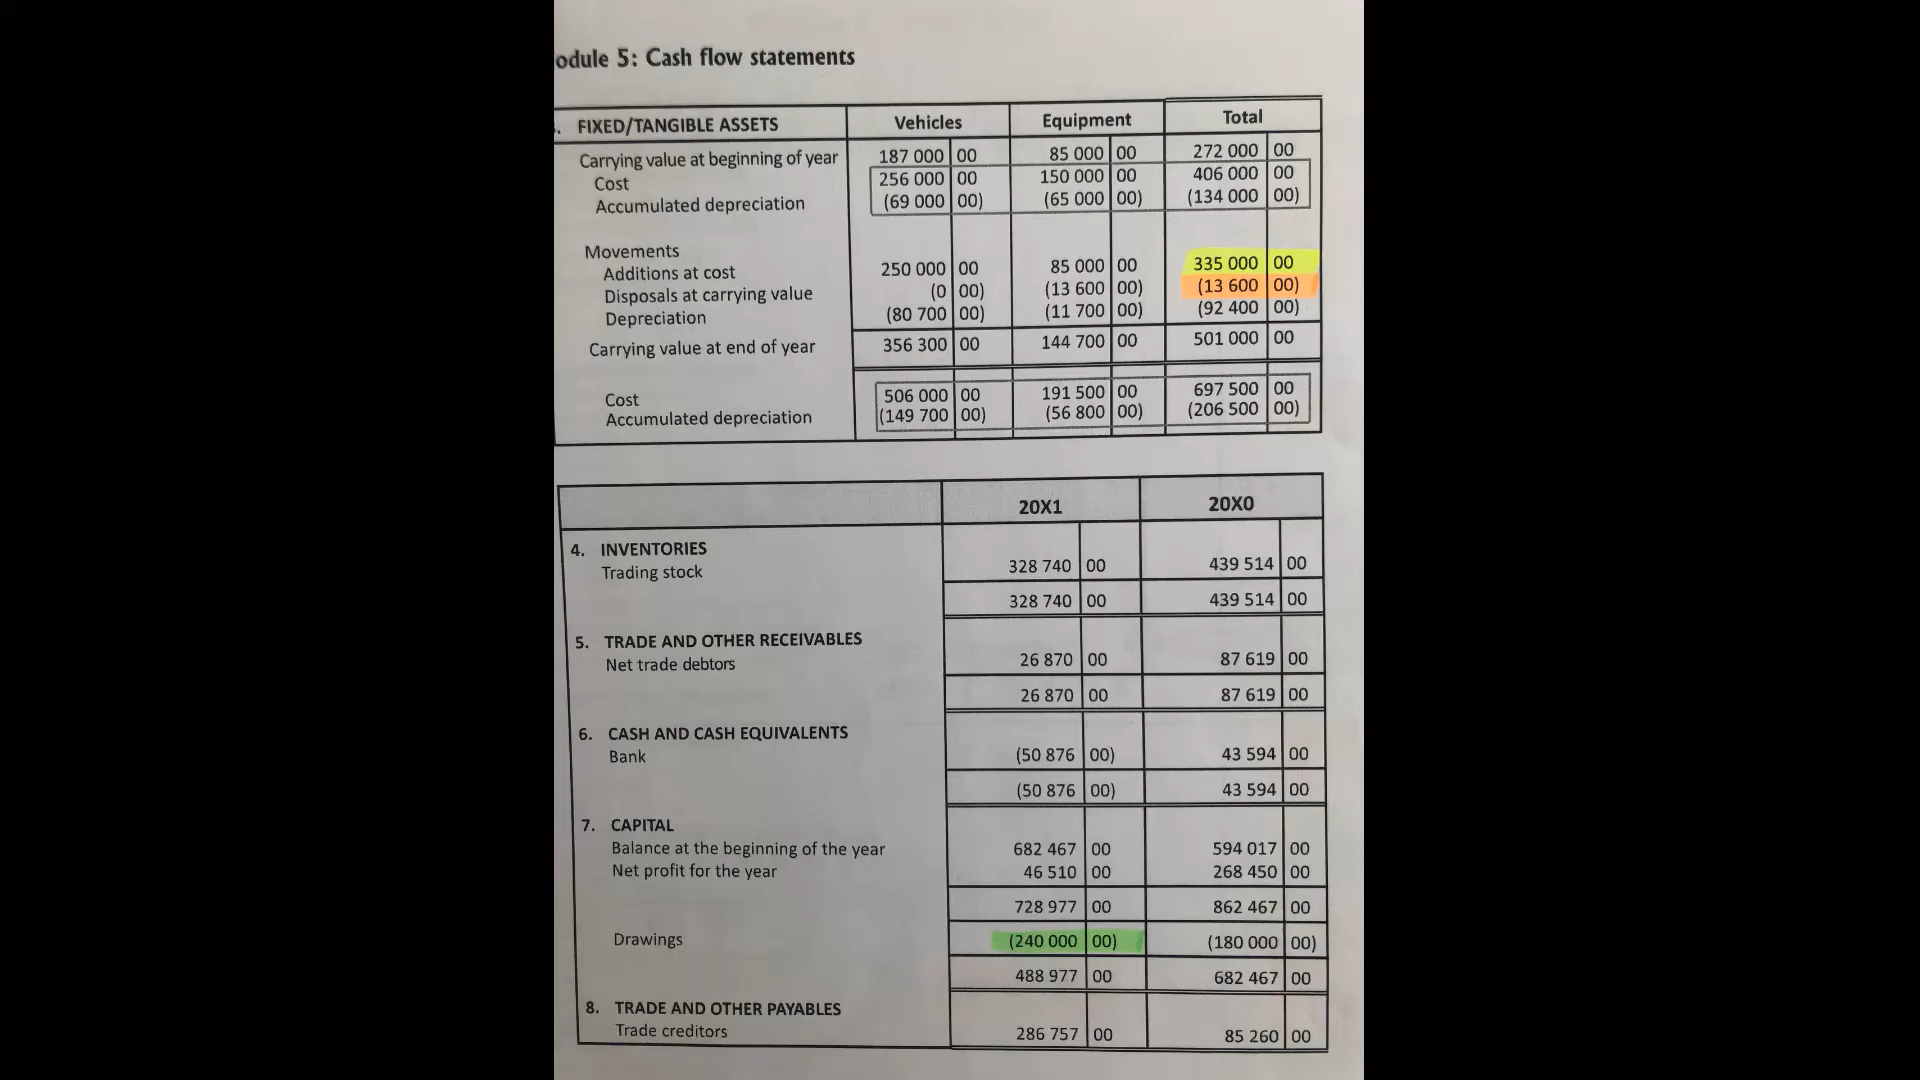 odule 5: Cash flow statements
. FIXED/TANGIBLE ASSETS Vehicles Equipment Total
Carrying value at beginning of year 187 000 00 85 000 00 272 000 00
Cost 256 000 00 150 000 00 406 000 00
Accumulated depreciation (69 000 00) (65 000 00) (134 000 00)
Movements
Additions at cost 250 000 00 85 000 00 335 000 00
Disposals at carrying value (0 00) (13 600 00) (13 600 00)
Depreciation (80 700 00) (11 700 00) (92 400 00)
Carrying value at end of year 356 300 00 144 700 00 501 000 00
Cost 506 000 00 191 500 00 697 500 00
Accumulated depreciation (149 700 00) (56 800 00) (206 500 00)
20X1 20X0
4. INVENTORIES
Trading stock 328 740 00 439 514 00
328 740 00 439 514 00
5. TRADE AND OTHER RECEIVABLES
Net trade debtors 26 870 00 87 619 00
26 870 00 87 619 00
6. CASH AND CASH EQUIVALENTS
Bank (50 876 00) 43 594 00
(50 876 00) 43 594 00
7. CAPITAL
Balance at the beginning of the year 682 467 00 594 017 00
Net profit for the year 46 510 00 268 450 00
728 977 00 862 467 00
Drawings (240 000 00) (180 000 00)
488 977 00 682 467 00
8. TRADE AND OTHER PAYABLES
Trade creditors 286 757 00 85 260 00